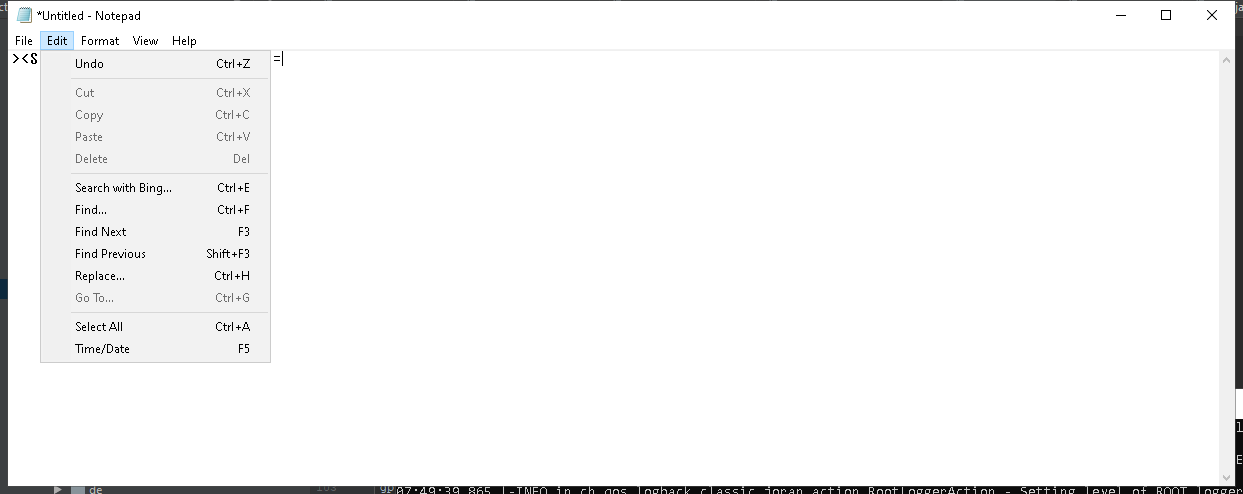 *Untitled - Notepad
File Edit Format View Help
><S =
Undo Ctrl+Z
Cut Ctrl+X
Copy Ctrl+C
Paste Ctrl+V
Delete Del
Search with Bing... Ctrl+E
Find... Ctrl+F
Find Next F3
Find Previous Shift+F3
Replace... Ctrl+H
Go To... Ctrl+G
Select All Ctrl+A
Time/Date F5
de 07:49:39,865 |-INFO in ch.qos.logback.classic.joran.action.RootLoggerAction - Setting level of ROOT logger